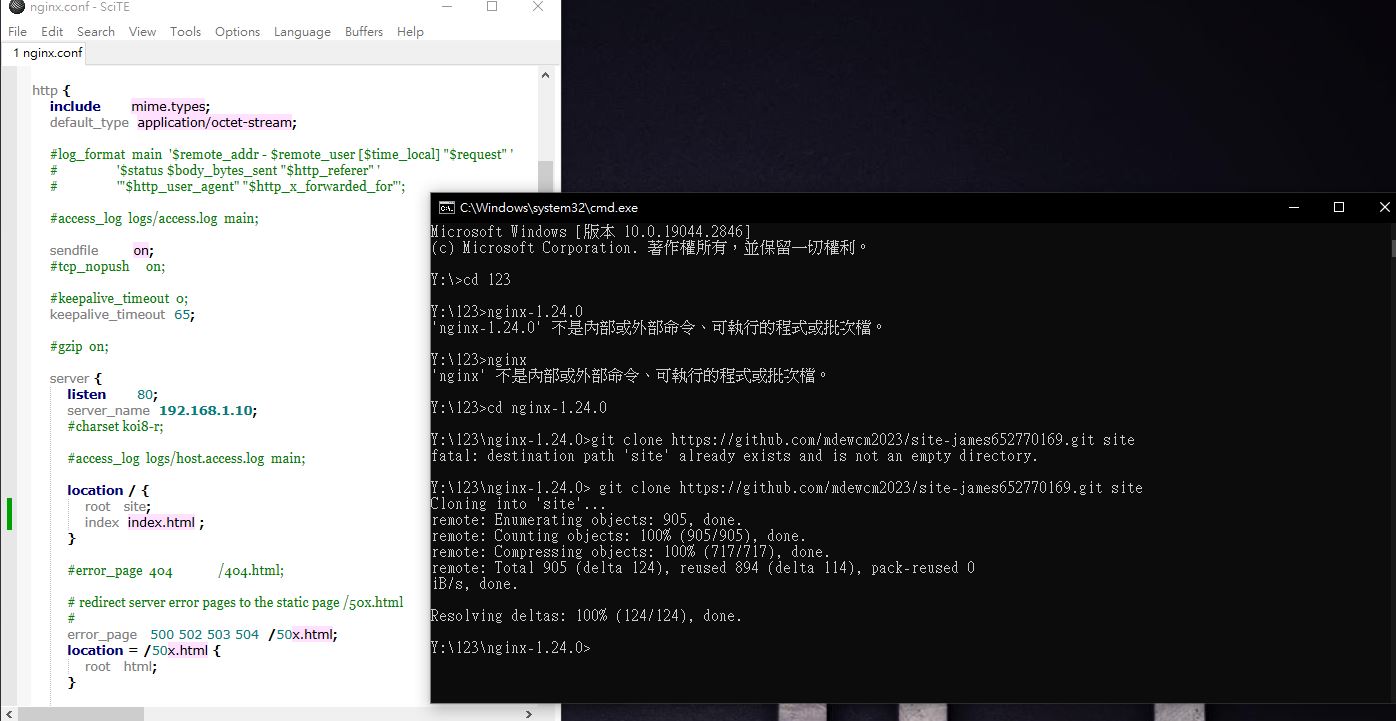 nginx.conf - SciTE
File Edit Search View Tools Options Language Buffers Help
1 nginx.conf
http {
include mime.types;
default_type application/octet-stream;
#log_format main '$remote_addr - $remote_user [$time_local] "$request" '
# '$status $body_bytes_sent "$http_referer" '
# '"$http_user_agent" "$http_x_forwarded_for"';
#access_log logs/access.log main;
sendfile on;
#tcp_nopush on;
#keepalive_timeout 0;
keepalive_timeout 65;
#gzip on;
server {
listen 80;
server_name 192.168.1.10;
#charset koi8-r;
#access_log logs/host.access.log main;
location / {
root site;
index index.html ;
}
#error_page 404 /404.html;
# redirect server error pages to the static page /50x.html
#
error_page 500 502 503 504 /50x.html;
location = /50x.html {
root html;
}
C:\Windows\system32\cmd.exe
Microsoft Windows [版本 10.0.19044.2846]
(c) Microsoft Corporation. 著作權所有，並保留一切權利。
Y:\>cd 123
Y:\123>nginx-1.24.0
'nginx-1.24.0' 不是內部或外部命令、可執行的程式或批次檔。
Y:\123>nginx
'nginx' 不是內部或外部命令、可執行的程式或批次檔。
Y:\123>cd nginx-1.24.0
Y:\123\nginx-1.24.0>git clone https://github.com/mdewcm2023/site-james652770169.git site
fatal: destination path 'site' already exists and is not an empty directory.
Y:\123\nginx-1.24.0> git clone https://github.com/mdewcm2023/site-james652770169.git site
Cloning into 'site'...
remote: Enumerating objects: 905, done.
remote: Counting objects: 100% (905/905), done.
remote: Compressing objects: 100% (717/717), done.
remote: Total 905 (delta 124), reused 894 (delta 114), pack-reused 0
iB/s, done.
Resolving deltas: 100% (124/124), done.
Y:\123\nginx-1.24.0>